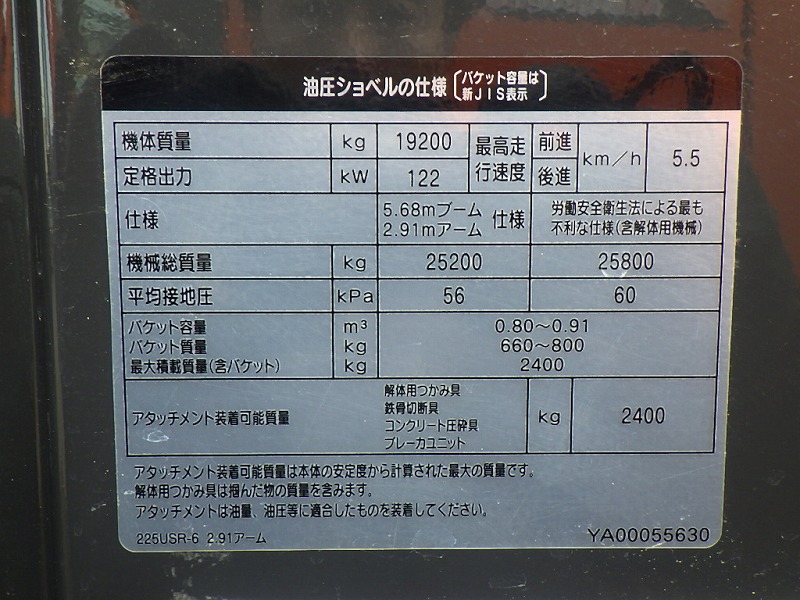 油圧ショベルの仕様〔バケット容量は
新JIS表示〕
機体質量 kg 19200 最高走行速度 前進 後進 km/h 5.5
定格出力 kW 122
仕様 5.68mブーム 2.91mアーム 仕様 労働安全衛生法による最も不利な仕様(含解体用機械)
機械総質量 kg 25200 25800
平均接地圧 kPa 56 60
バケット容量 m³ 0.80〜0.91
バケット質量 kg 660〜800
最大積載質量(含バケット) kg 2400
アタッチメント装着可能質量 解体用つかみ具 鉄骨切断具 コンクリート圧砕具 ブレーカユニット kg 2400
アタッチメント装着可能質量は本体の安定度から計算された最大の質量です。
解体用つかみ具は掴んだ物の質量を含みます。
アタッチメントは油量、油圧等に適合したものを装着してください。
225USR-6 2.91アーム YA00055630